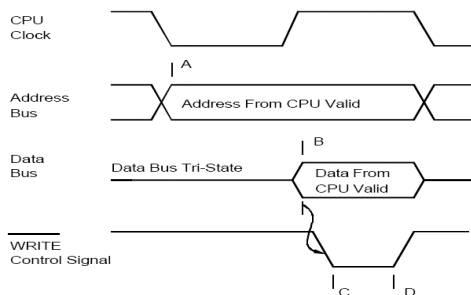 CPU
Clock
A
Address
Bus
Address From CPU Valid
B
Data
Bus
Data Bus Tri-State
Data From
CPU Valid
WRITE
Control Signal
C
D